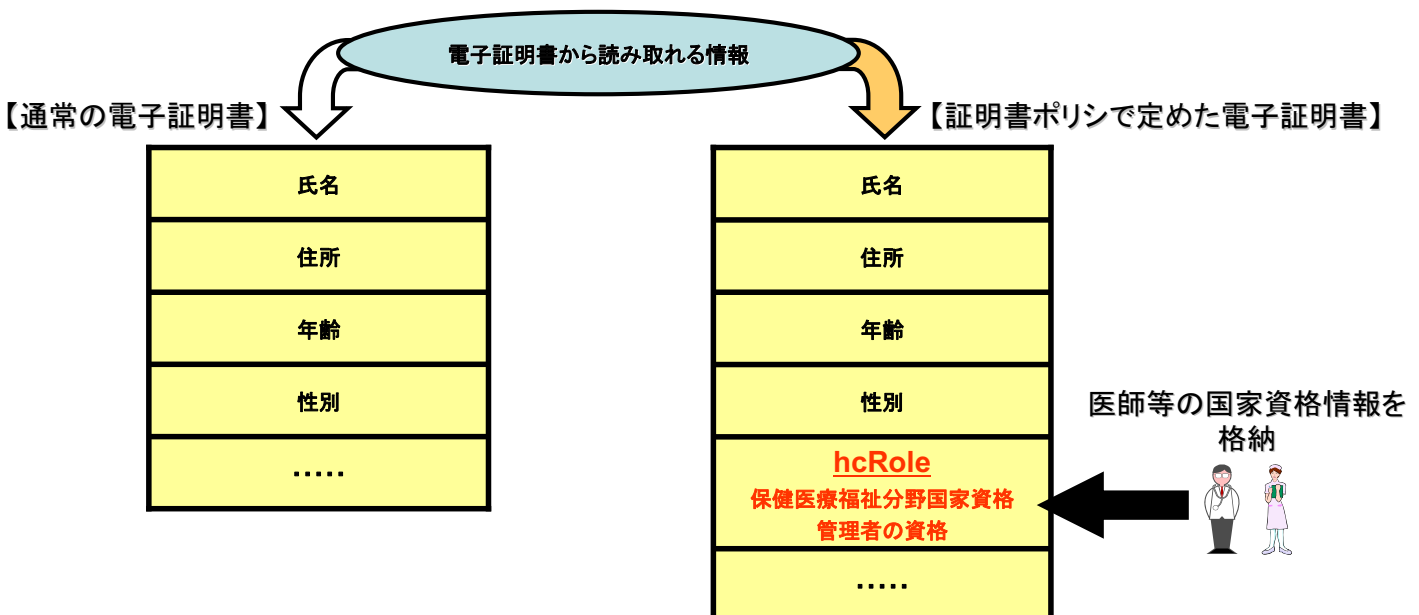 電子証明書から読み取れる情報
【通常の電子証明書】
【証明書ポリシで定めた電子証明書】
氏名
住所
年齢
性別
・・・・・
氏名
住所
年齢
性別
hcRole
保健医療福祉分野国家資格
管理者の資格
・・・・・
医師等の国家資格情報を
格納